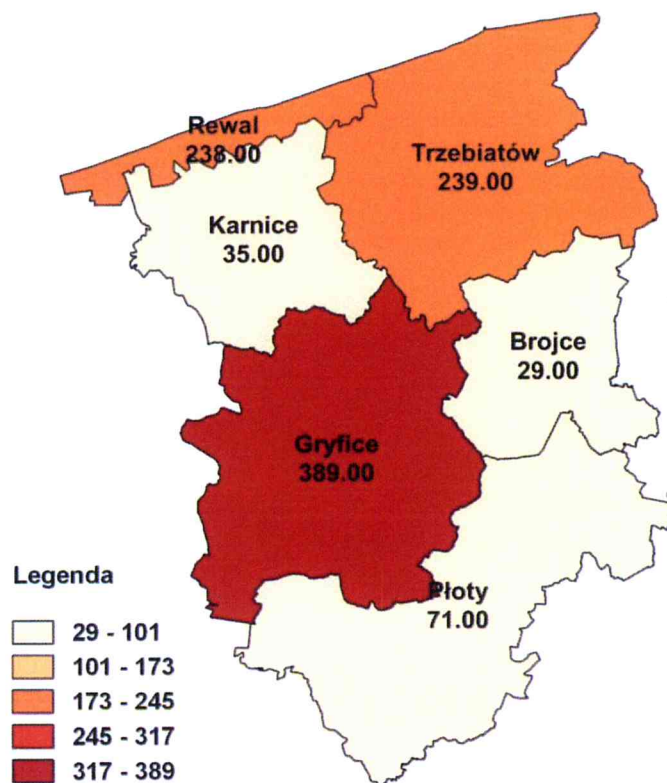 Rewal
238.00
Trzebiatów
239.00
Karnice
35.00
Brojce
29.00
Gryfice
389.00
Płoty
71.00
Legenda
29 - 101
101 - 173
173 - 245
245 - 317
317 - 389